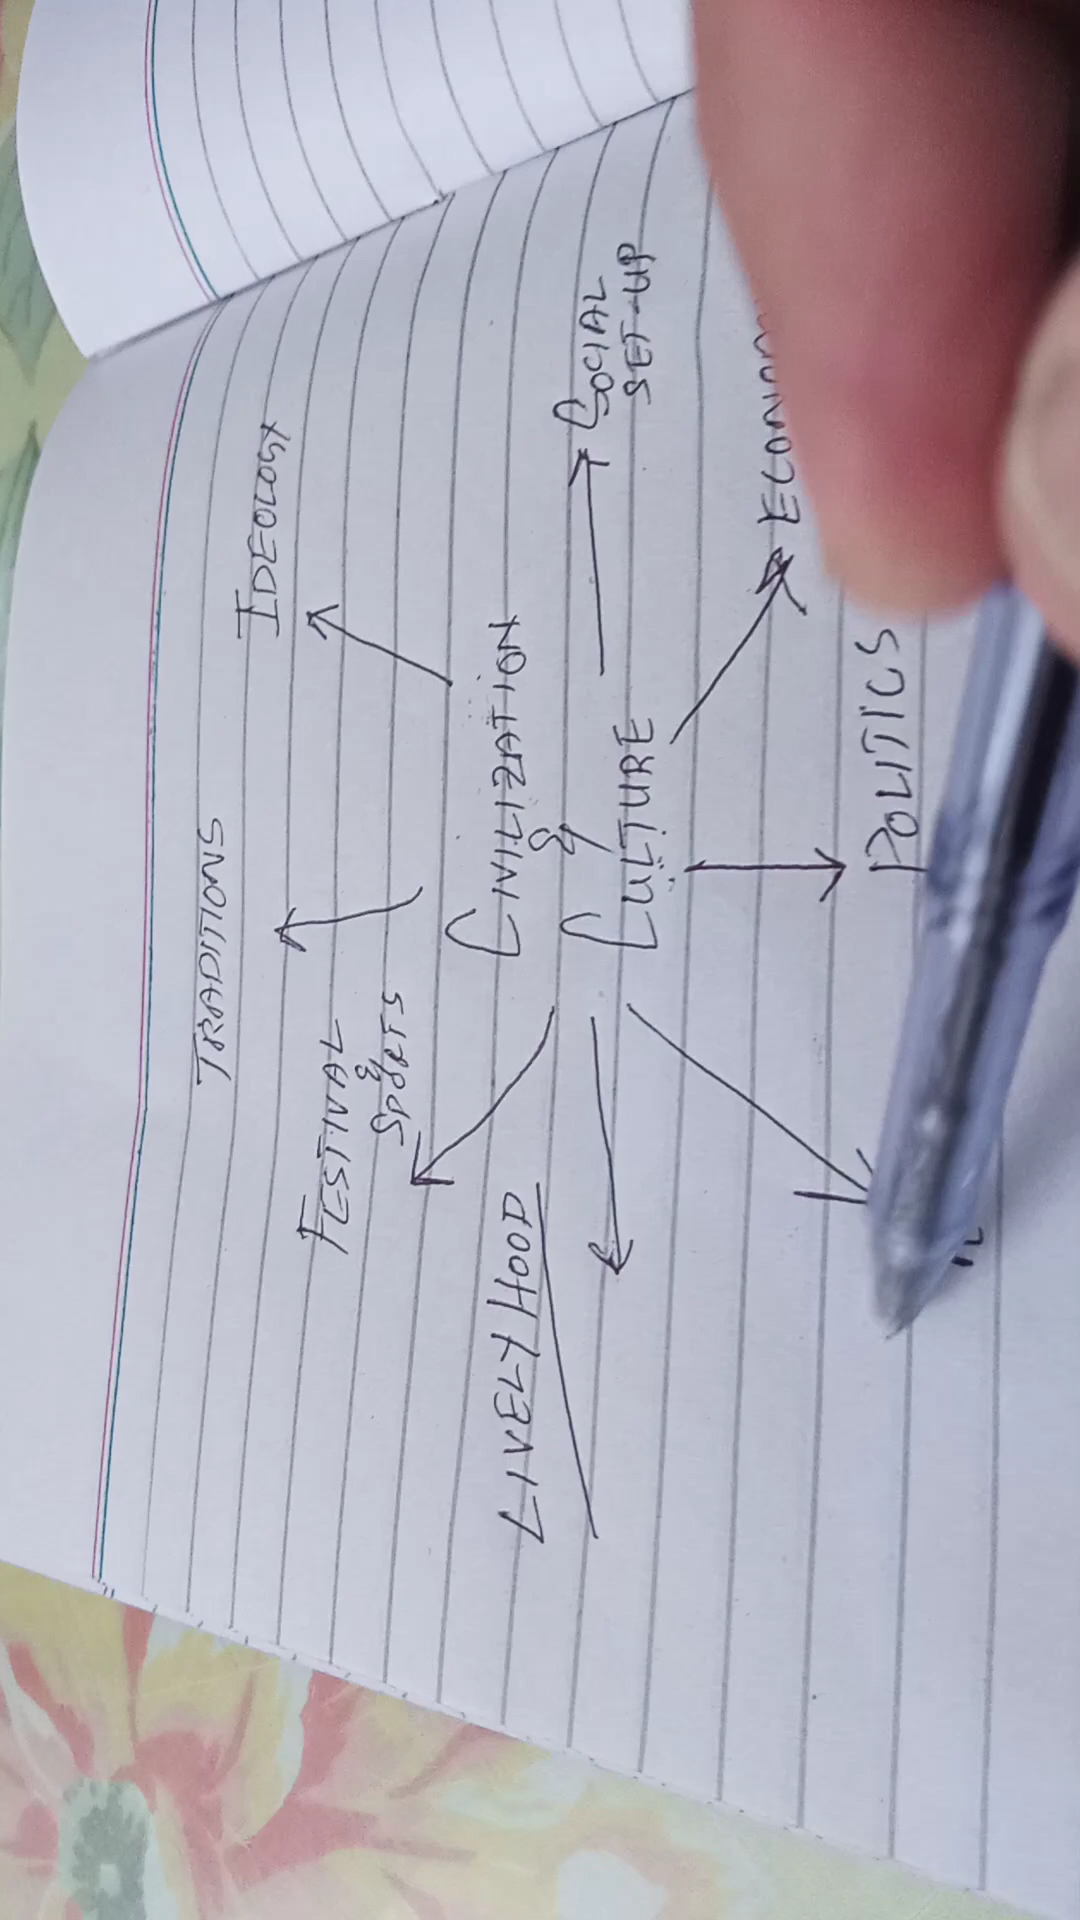 TRADITIONS
IDEOLOGY
FESTIVAL
&
SPORTS
CIVILIZATION
&
CULTURE
SOCIAL
SET-UP
LIVELYHOOD
POLITICS